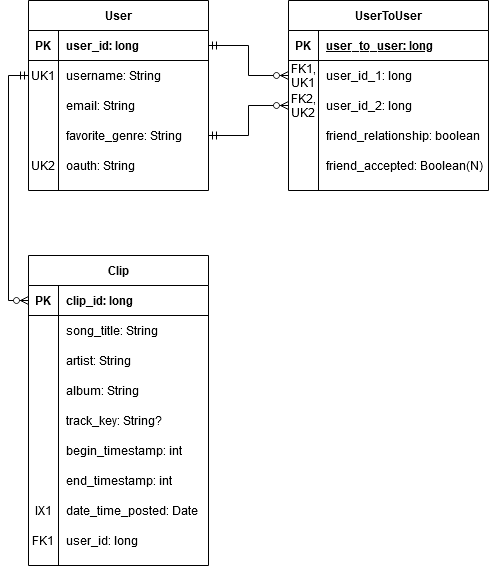 User
PK user_id: long
UK1 username: String
email: String
favorite_genre: String
UK2 oauth: String
UserToUser
PK user_to_user: long
FK1, UK1 user_id_1: long
FK2, UK2 user_id_2: long
friend_relationship: boolean
friend_accepted: Boolean(N)
Clip
PK clip_id: long
song_title: String
artist: String
album: String
track_key: String?
begin_timestamp: int
end_timestamp: int
IX1 date_time_posted: Date
FK1 user_id: long